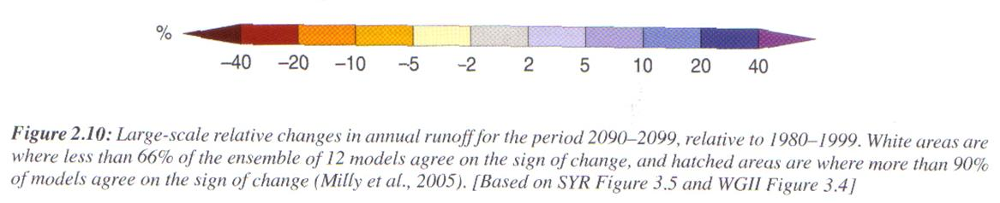 %
–40 –20 –10 –5 –2 2 5 10 20 40
Figure 2.10: Large-scale relative changes in annual runoff for the period 2090–2099, relative to 1980–1999. White areas are
where less than 66% of the ensemble of 12 models agree on the sign of change, and hatched areas are where more than 90%
of models agree on the sign of change (Milly et al., 2005). [Based on SYR Figure 3.5 and WGII Figure 3.4]